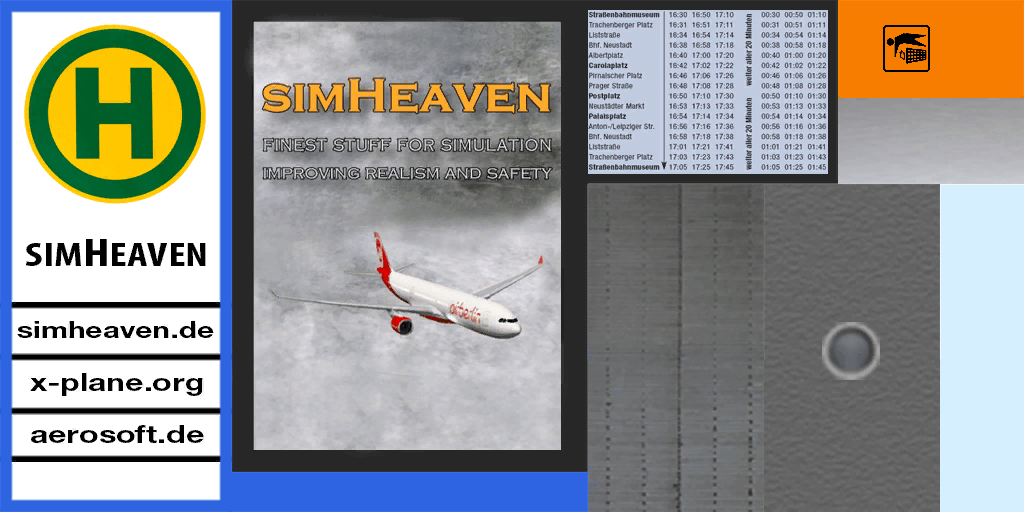 H
SIMHEAVEN
simheaven.de
x-plane.org
aerosoft.de
SIMHEAVEN
FINEST STUFF FOR SIMULATION
IMPROVING REALISM AND SAFETY
airberlin
Straßenbahnmuseum 16:30 16:50 17:10 00:30 00:50 01:10
Trachenberger Platz 16:31 16:51 17:11 00:31 00:51 01:11
Liststraße 16:34 16:54 17:14 00:34 00:54 01:14
Bhf. Neustadt 16:38 16:58 17:18 00:38 00:58 01:18
Albertplatz 16:40 17:00 17:20 00:40 01:00 01:20
Carolaplatz 16:42 17:02 17:22 00:42 01:02 01:22
Pirnaischer Platz 16:46 17:06 17:26 00:46 01:06 01:26
Prager Straße 16:48 17:08 17:28 00:48 01:08 01:28
Postplatz 16:50 17:10 17:30 00:50 01:10 01:30
Neustädter Markt 16:53 17:13 17:33 00:53 01:13 01:33
Palaisplatz 16:54 17:14 17:34 00:54 01:14 01:34
Anton-/Leipziger Str. 16:56 17:16 17:36 00:56 01:16 01:36
Bhf. Neustadt 16:58 17:18 17:38 00:58 01:18 01:38
Liststraße 17:01 17:21 17:41 01:01 01:21 01:41
Trachenberger Platz 17:03 17:23 17:43 01:03 01:23 01:43
Straßenbahnmuseum 17:05 17:25 17:45 01:05 01:25 01:45
weiter aller 20 Minuten
weiter aller 20 Minuten